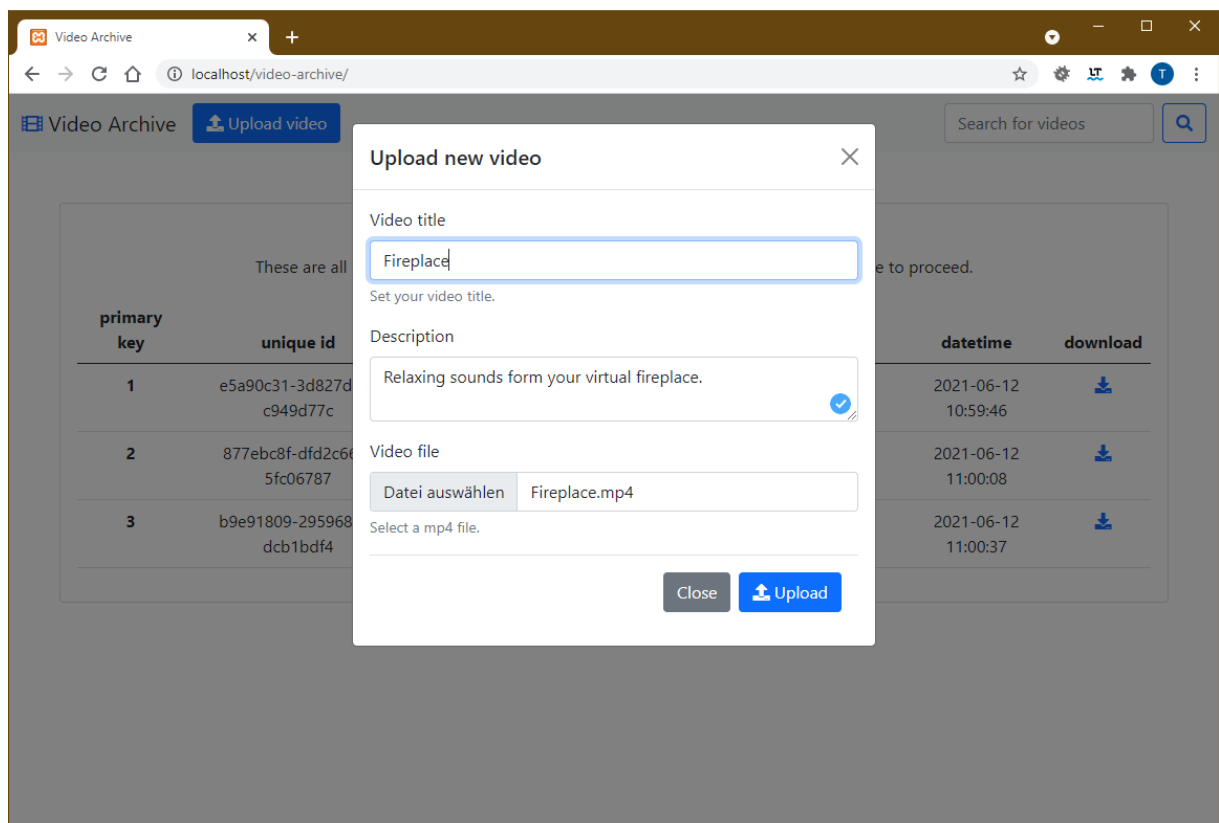 Video Archive
localhost/video-archive/
T
Video Archive
Upload video
Search for videos
Upload new video
Video title
Fireplace
Set your video title.
Description
Relaxing sounds form your virtual fireplace.
Video file
Datei auswählen Fireplace.mp4
Select a mp4 file.
Close Upload
These are all
e to proceed.
primary
key unique id datetime download
1 e5a90c31-3d827d 2021-06-12
c949d77c 10:59:46
2 877ebc8f-dfd2c66 2021-06-12
5fc06787 11:00:08
3 b9e91809-295968 2021-06-12
dcb1bdf4 11:00:37